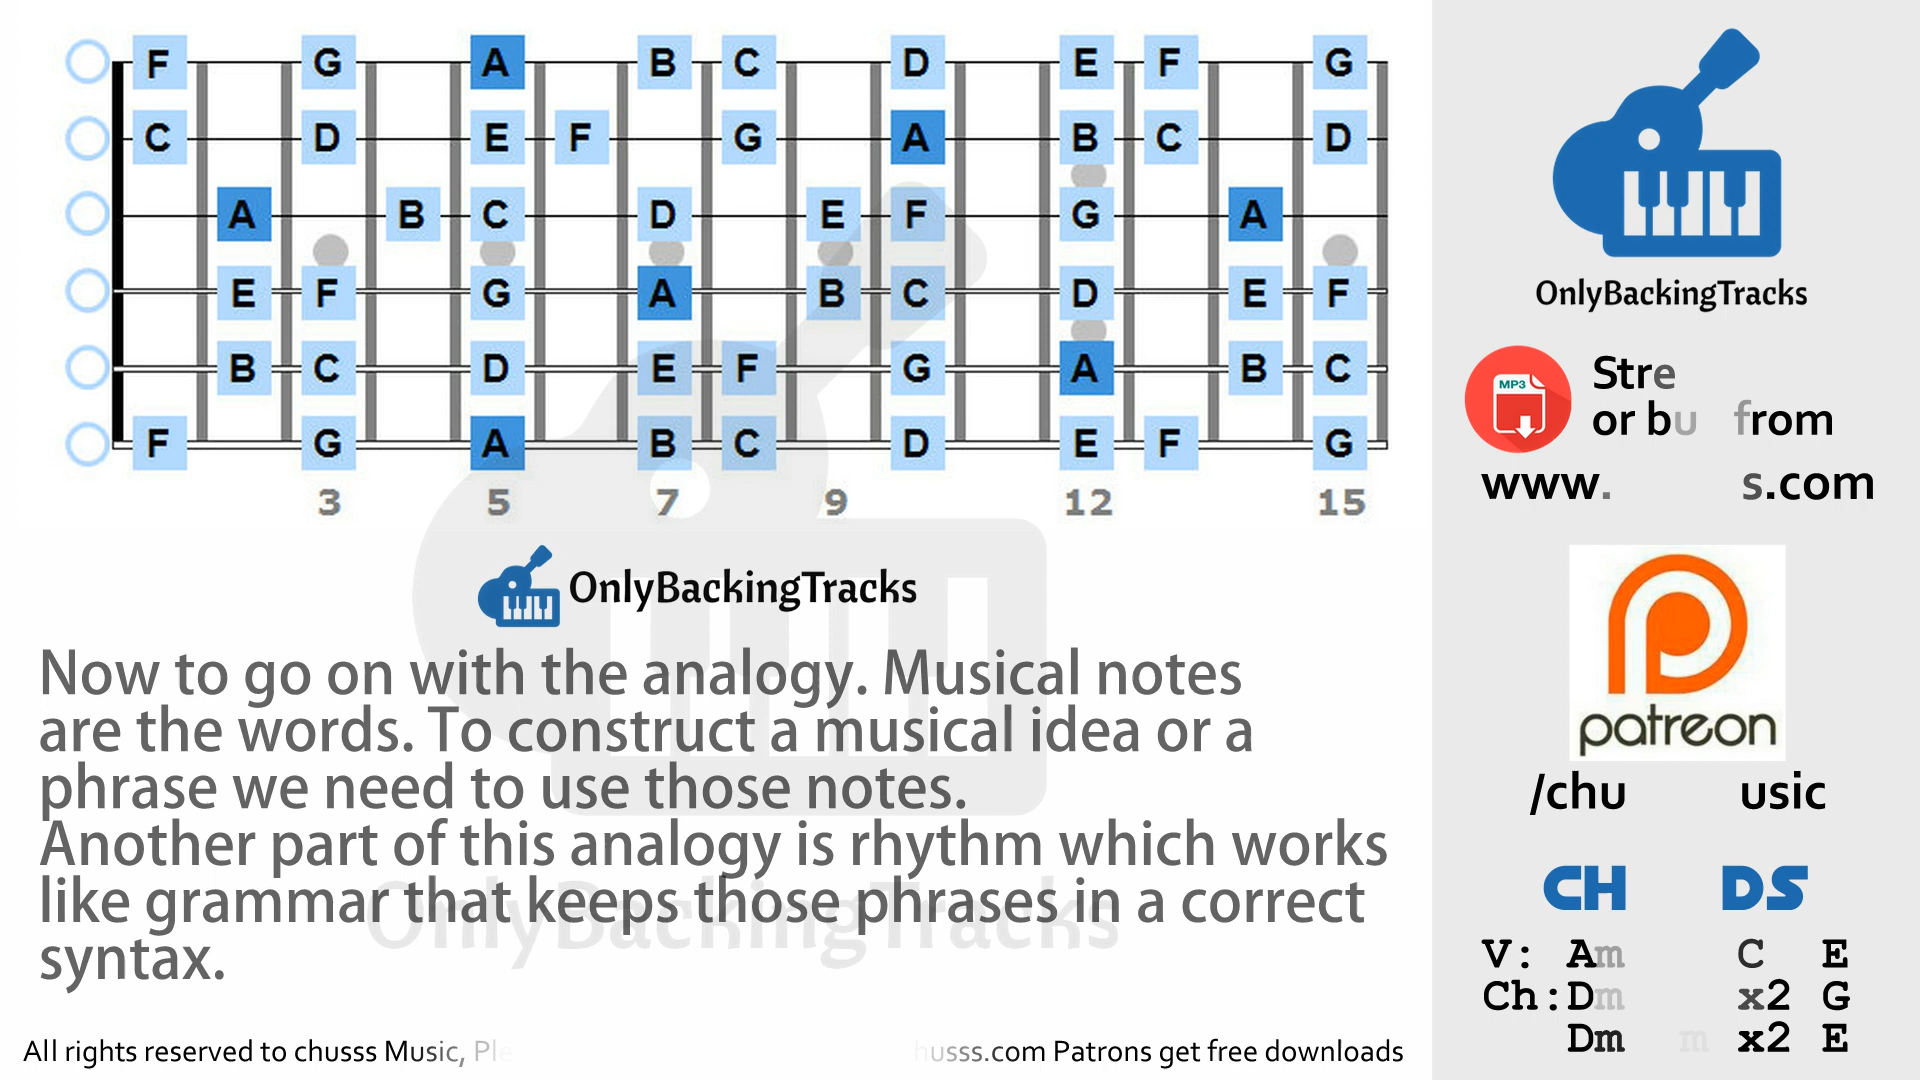 F G A B C D E F G
C D E F G A B C D
A B C D E F G A
E F G A B C D E F
B C D E F G A B C
F G A B C D E F G
3 5 7 9 12 15
OnlyBackingTracks
Now to go on with the analogy. Musical notes
are the words. To construct a musical idea or a
phrase we need to use those notes.
Another part of this analogy is rhythm which works
like grammar that keeps those phrases in a correct
syntax.
OnlyBackingTracks
All rights reserved to chusss Music, husss.com Patrons get free downloads
OnlyBackingTracks
MP3
Stre
or bu from
www. s.com
patreon
/chu usic
CH DS
V: Am C E
Ch:Dm x2 G
Dm m x2 E